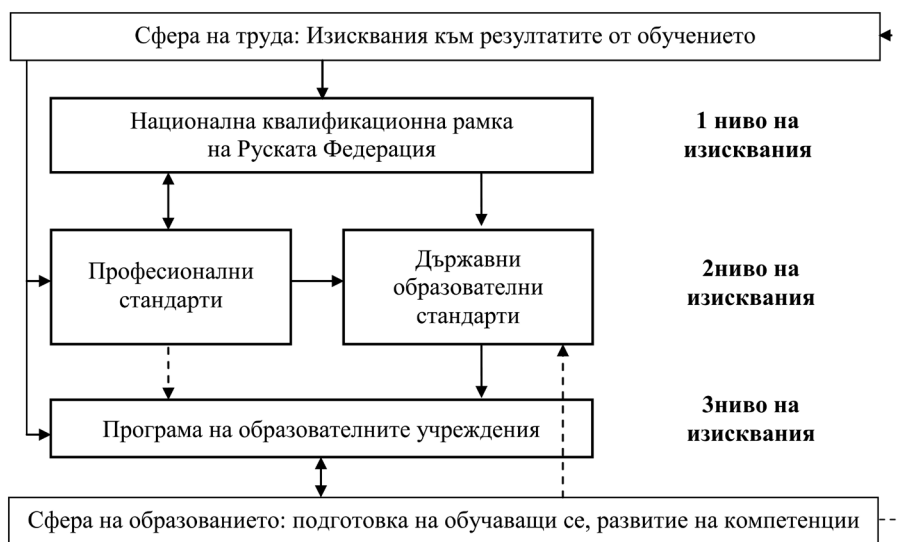 Сфера на труда: Изисквания към резултатите от обучението
Национална квалификационна рамка
на Руската Федерация
1 ниво на
изисквания
Професионални
стандарти
Държавни
образователни
стандарти
2ниво на
изисквания
Програма на образователните учреждения
3ниво на
изисквания
Сфера на образованието: подготовка на обучаващи се, развитие на компетенции